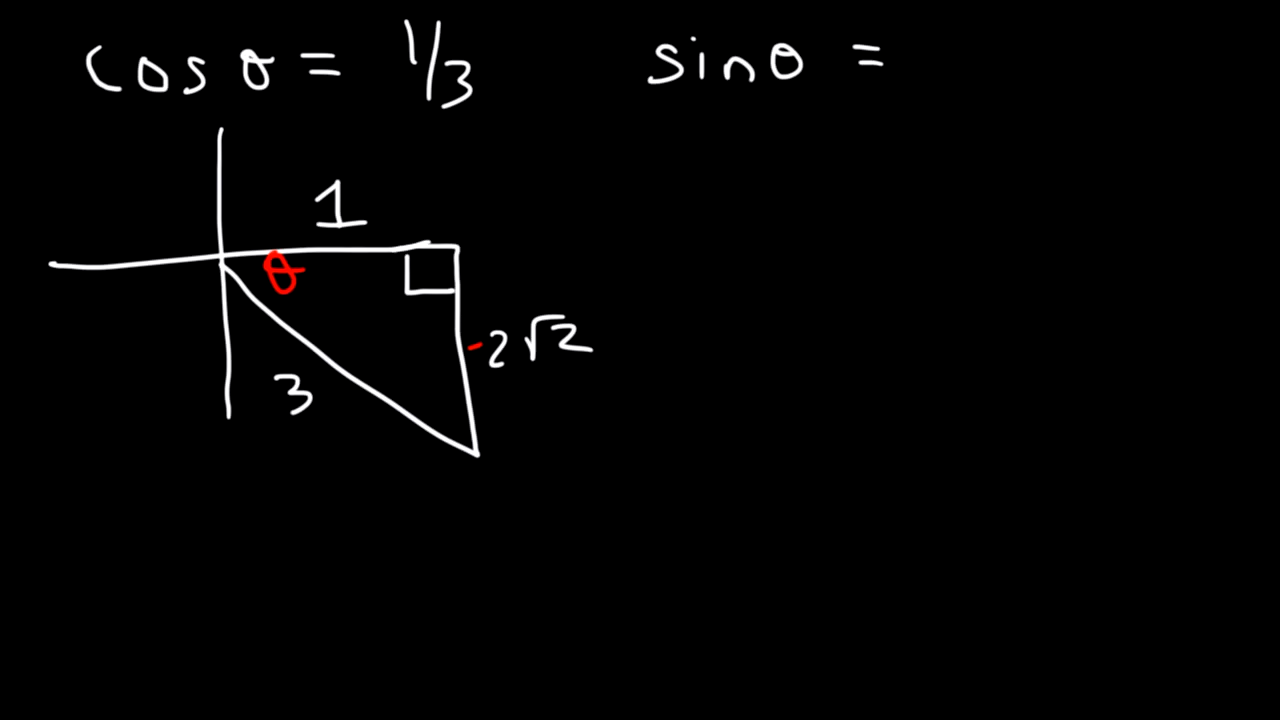 cos θ = 1/3 sin θ =
1
θ
-2√2
3